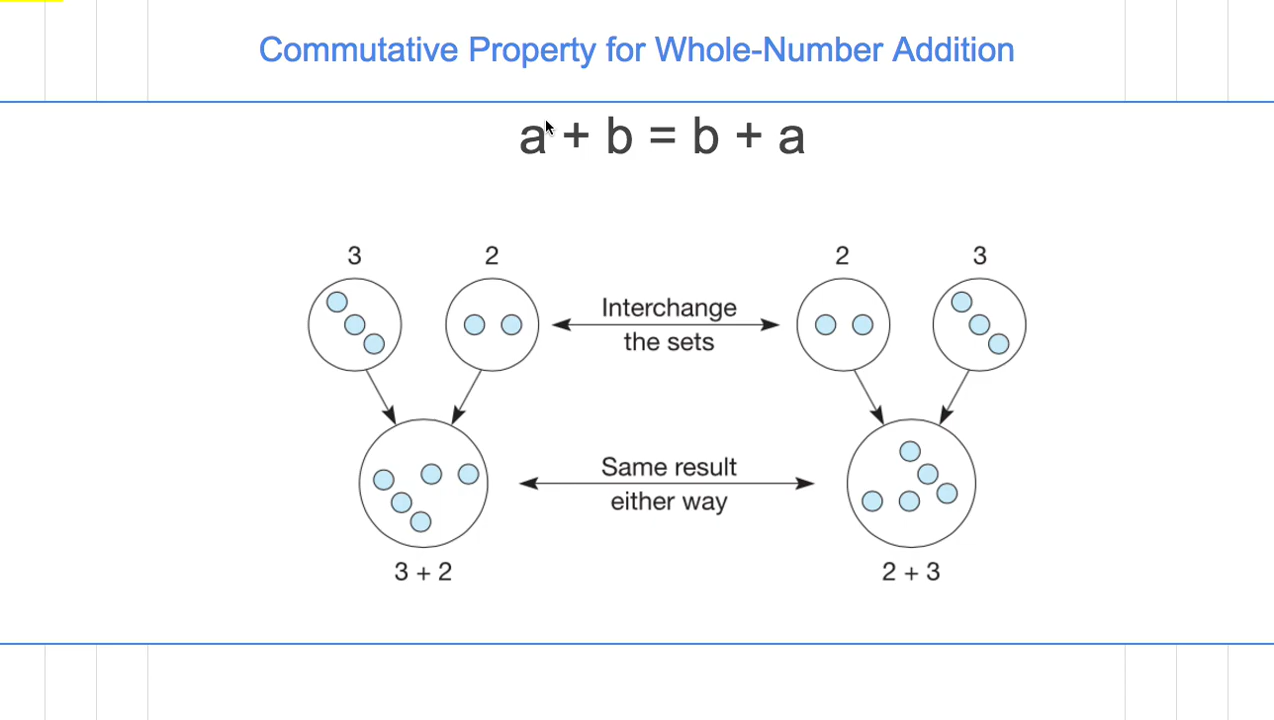 Commutative Property for Whole-Number Addition
a + b = b + a
3 2 2 3
Interchange
the sets
Same result
either way
3 + 2 2 + 3